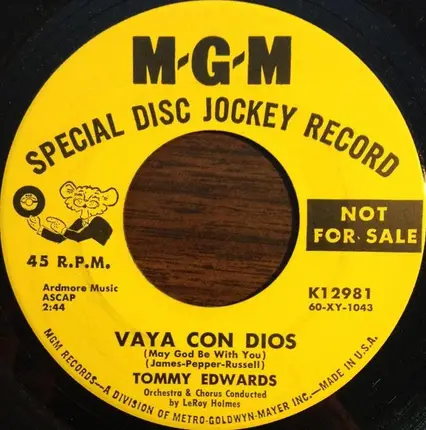 M-G-M
SPECIAL DISC JOCKEY RECORD
NOT
FOR SALE
45 R.P.M.
Ardmore Music
ASCAP
2:44
K12981
60-XY-1043
VAYA CON DIOS
(May God Be With You)
(James-Pepper-Russell)
TOMMY EDWARDS
Orchestra & Chorus Conducted
by LeRoy Holmes
MGM RECORDS—A DIVISION OF METRO-GOLDWYN-MAYER INC.—MADE IN U.S.A.